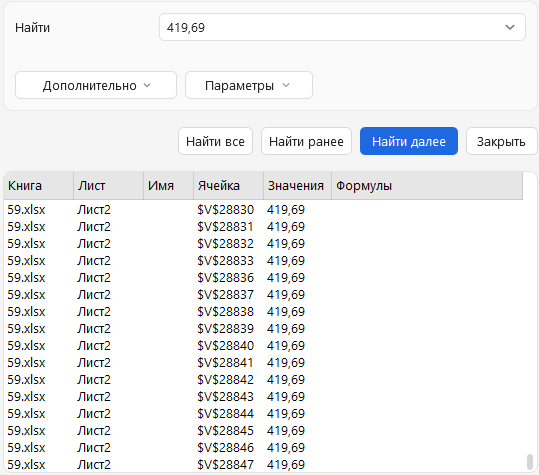 Найти 419,69
Дополнительно Параметры
Найти все Найти ранее Найти далее Закрыть
Книга Лист Имя Ячейка Значения Формулы
59.xlsx Лист2 $V$28830 419,69
59.xlsx Лист2 $V$28831 419,69
59.xlsx Лист2 $V$28832 419,69
59.xlsx Лист2 $V$28833 419,69
59.xlsx Лист2 $V$28836 419,69
59.xlsx Лист2 $V$28837 419,69
59.xlsx Лист2 $V$28838 419,69
59.xlsx Лист2 $V$28839 419,69
59.xlsx Лист2 $V$28840 419,69
59.xlsx Лист2 $V$28841 419,69
59.xlsx Лист2 $V$28842 419,69
59.xlsx Лист2 $V$28843 419,69
59.xlsx Лист2 $V$28844 419,69
59.xlsx Лист2 $V$28845 419,69
59.xlsx Лист2 $V$28846 419,69
59.xlsx Лист2 $V$28847 419,69